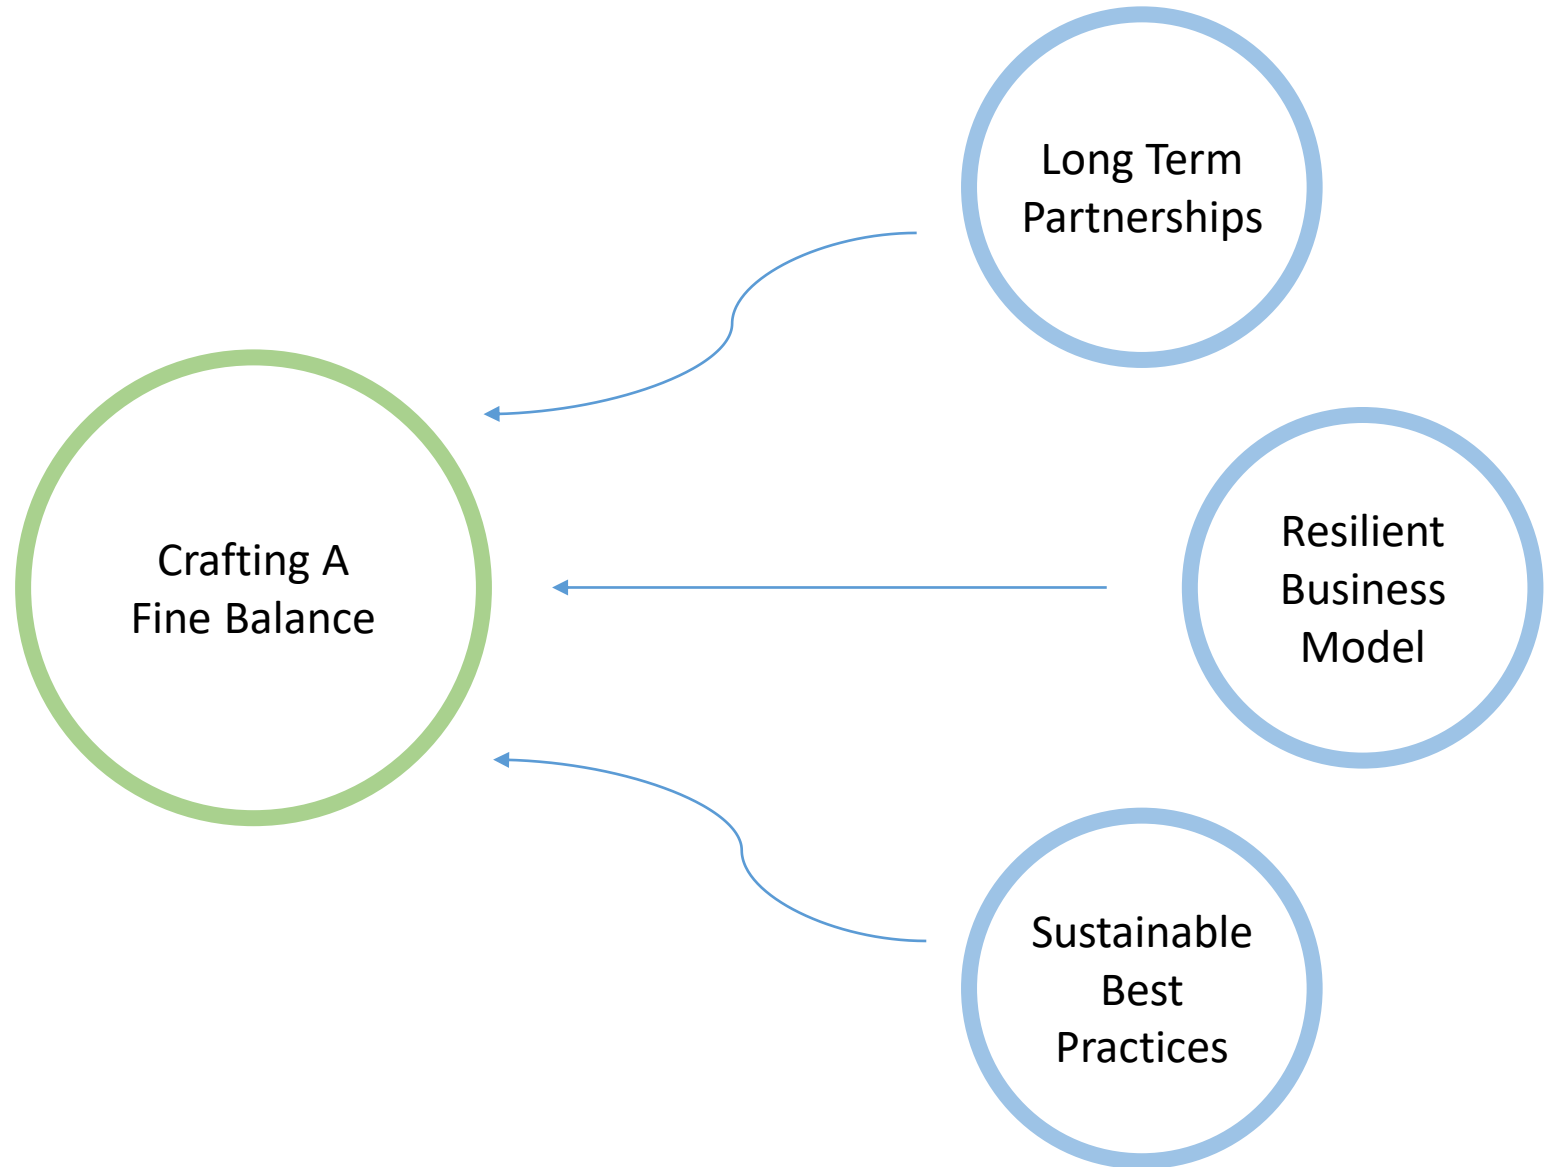 Long Term
Partnerships
Crafting A
Fine Balance
Resilient
Business
Model
Sustainable
Best
Practices